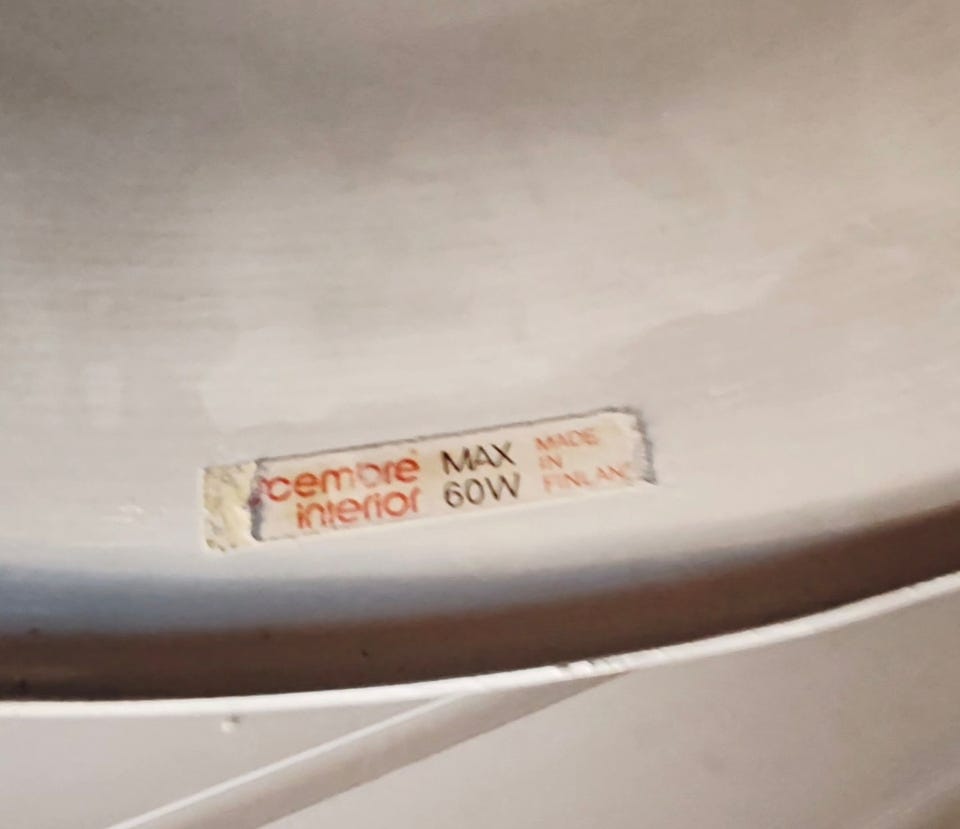 cembre
interior
MAX
60W
MADE
IN
FINLAND